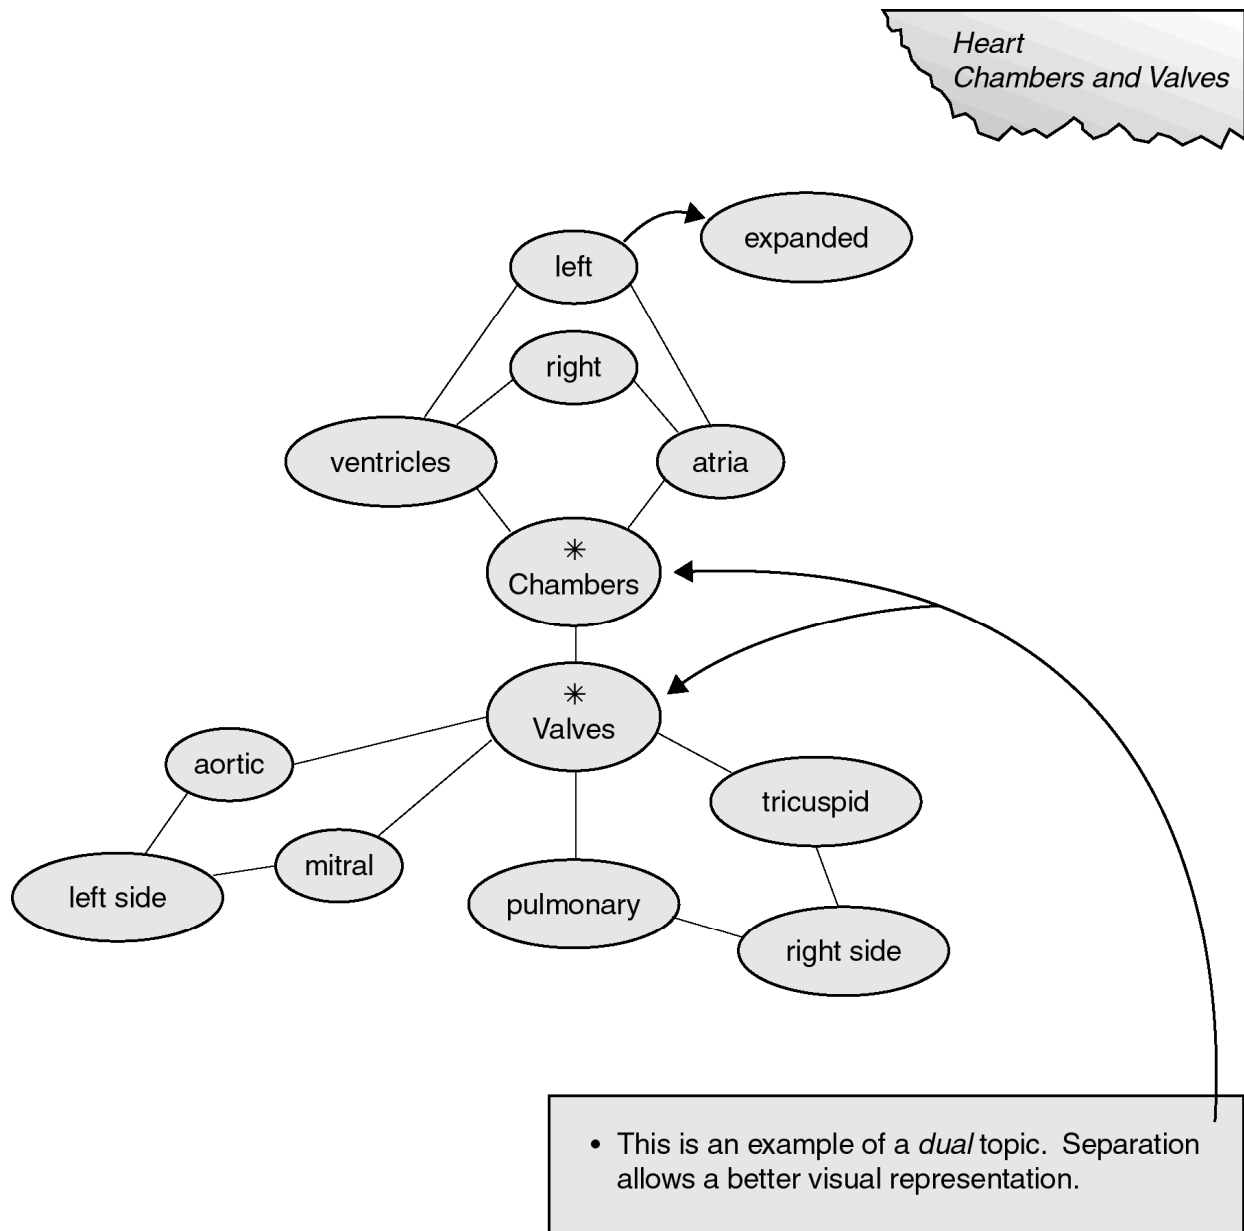 Heart
Chambers and Valves
expanded
left
right
ventricles
atria
✳
Chambers
✳
Valves
aortic
tricuspid
mitral
left side
pulmonary
right side
• This is an example of a dual topic. Separation
allows a better visual representation.